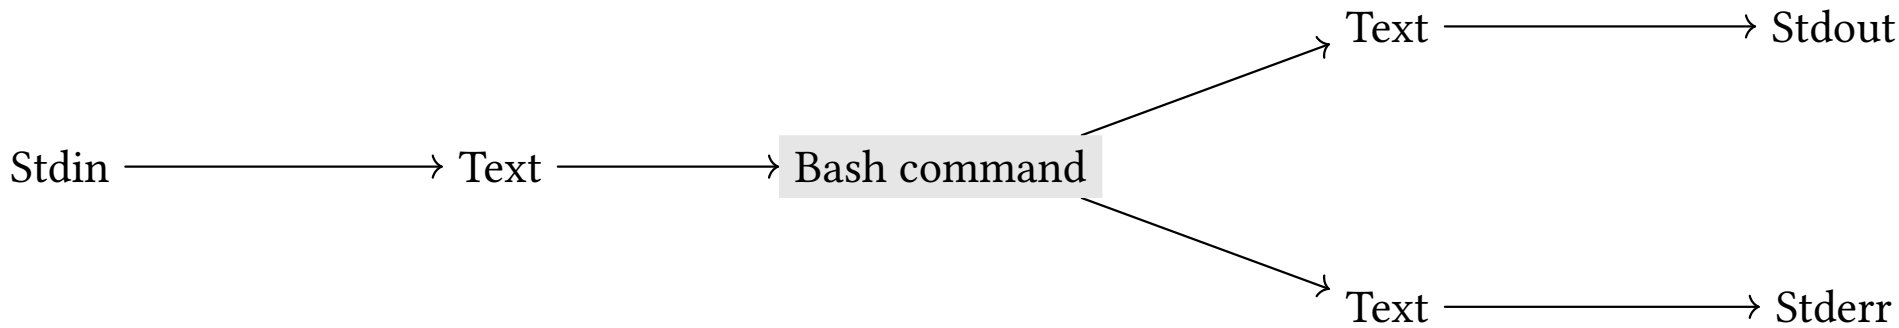 Text
Stdout
Stdin
Text
Bash command
Text
Stderr